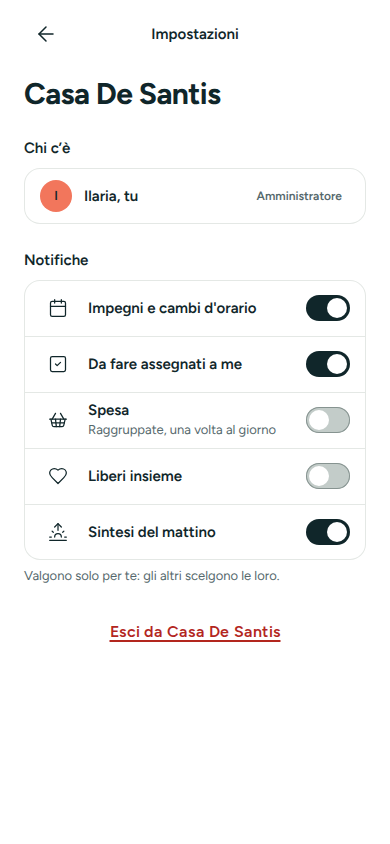 Impostazioni
Casa De Santis
Chi c'è
I
Ilaria, tu
Amministratore
Notifiche
Impegni e cambi d'orario
Da fare assegnati a me
Spesa
Raggruppate, una volta al giorno
Liberi insieme
Sintesi del mattino
Valgono solo per te: gli altri scelgono le loro.
Esci da Casa De Santis